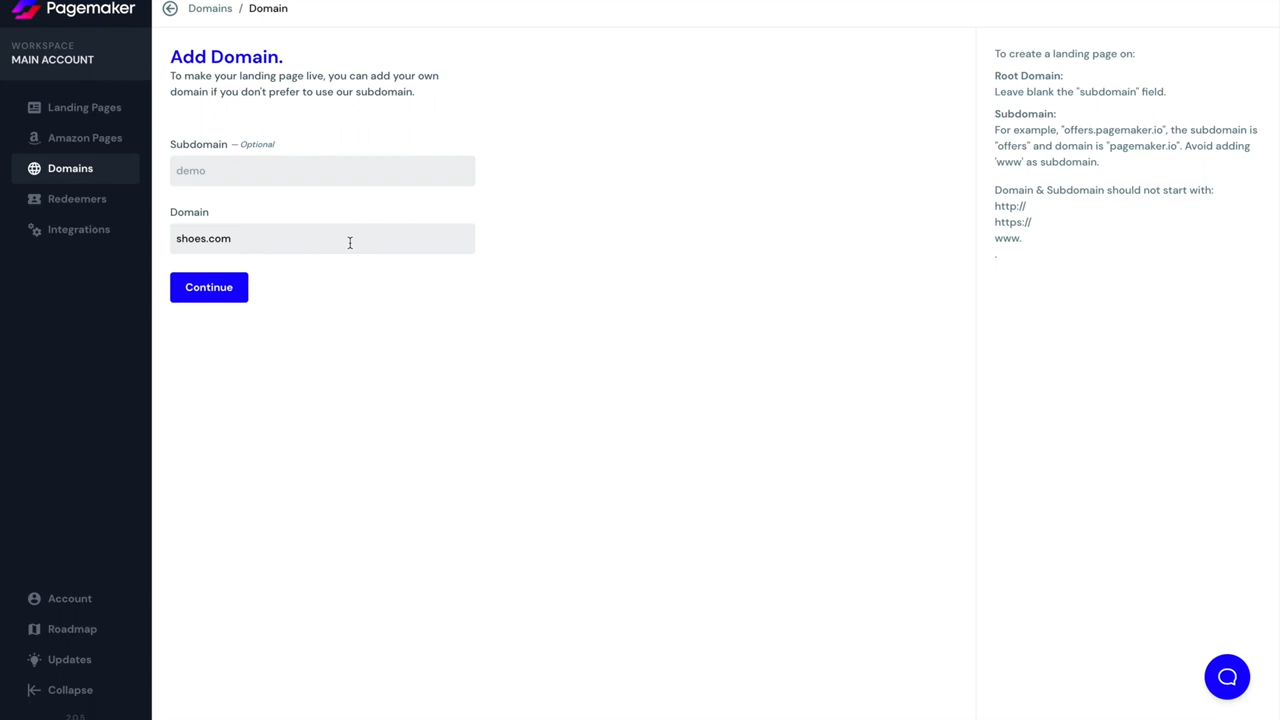 Pagemaker
WORKSPACE
MAIN ACCOUNT
Landing Pages
Amazon Pages
Domains
Redeemers
Integrations
Account
Roadmap
Updates
Collapse
2.0.5
Domains / Domain
Add Domain.
To make your landing page live, you can add your own
domain if you don't prefer to use our subdomain.
Subdomain — Optional
demo
Domain
shoes.com
Continue
To create a landing page on:
Root Domain:
Leave blank the "subdomain" field.
Subdomain:
For example, "offers.pagemaker.io", the subdomain is
"offers" and domain is "pagemaker.io". Avoid adding
'www' as subdomain.
Domain & Subdomain should not start with:
http://
https://
www.
.